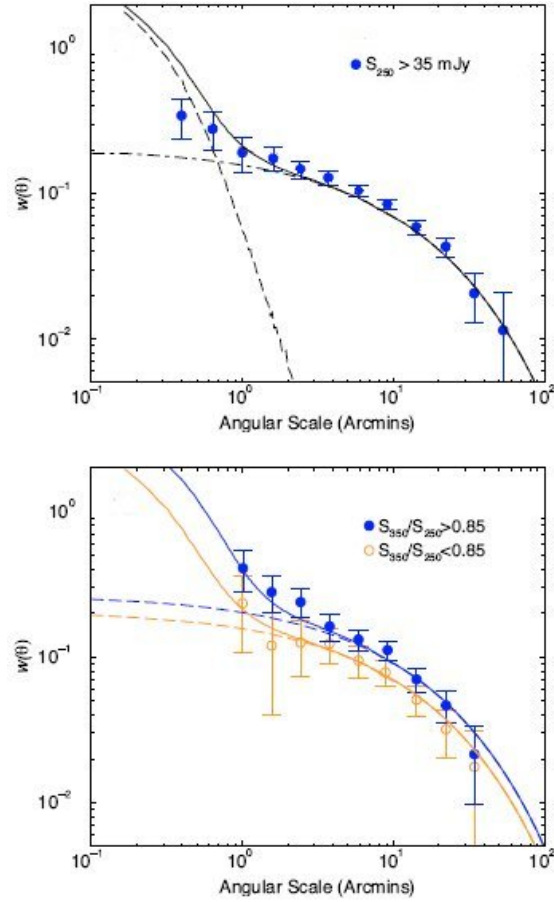 10⁰
S₂₅₀ > 35 mJy
w(θ)
10⁻¹
10⁻²
10⁻¹ 10⁰ 10¹ 10²
Angular Scale (Arcmins)
10⁰
S₃₅₀/S₂₅₀>0.85
S₃₅₀/S₂₅₀<0.85
w(θ)
10⁻¹
10⁻²
10⁻¹ 10⁰ 10¹ 10²
Angular Scale (Arcmins)